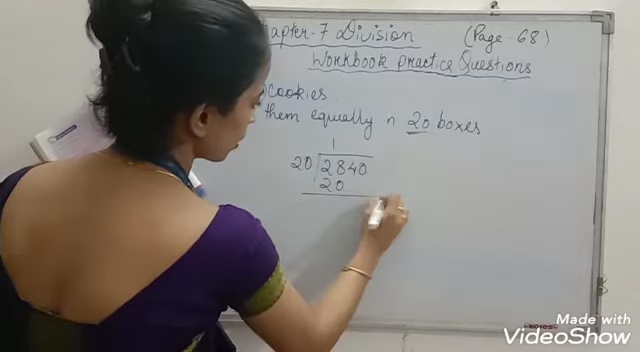 apter-7 Division (Page-68)
Workbook practice Questions
cookies.
them equally n 20 boxes
1
20 2840
20
Made with
VideoShow